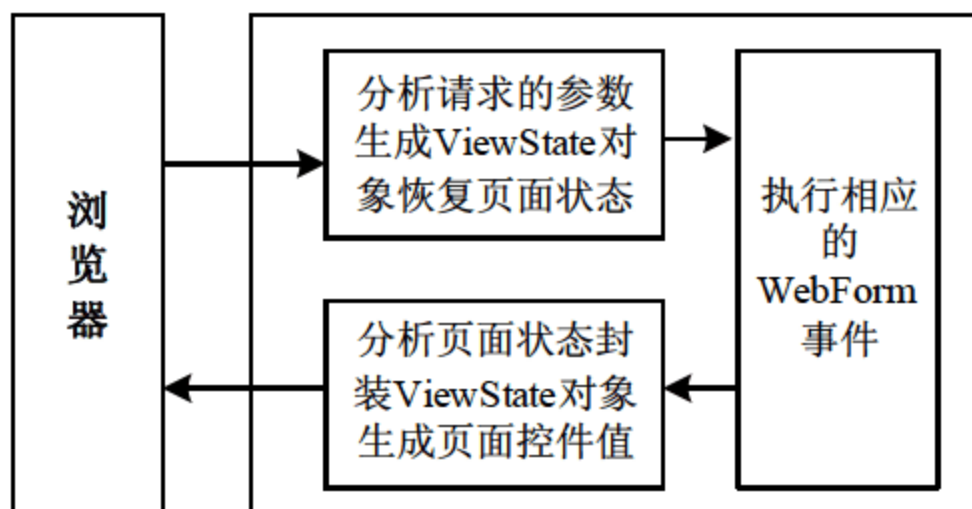 浏
览
器
分析请求的参数
生成ViewState对
象恢复页面状态
执行相应
的
WebForm
事件
分析页面状态封
装ViewState对象
生成页面控件值